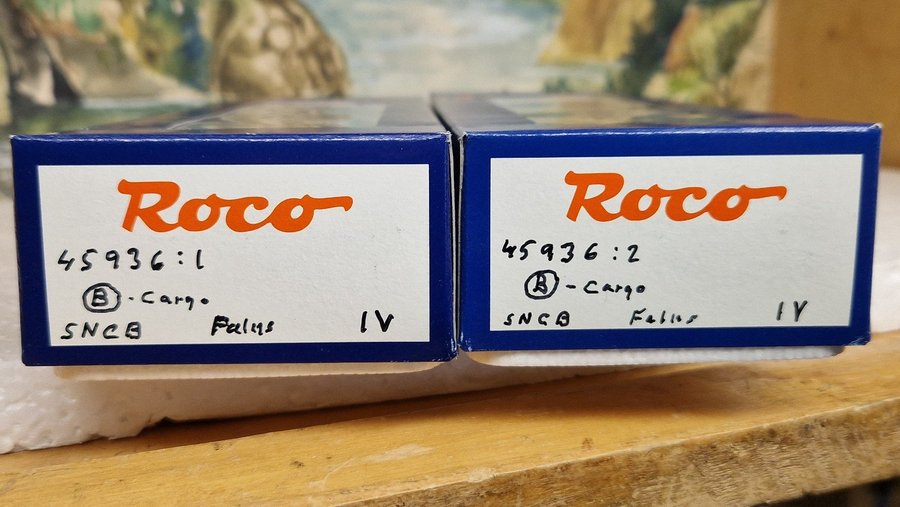 Roco
45936:1
B-Cargo
SNCB Falns IV
Roco
45936:2
B-Cargo
SNCB Falns IV